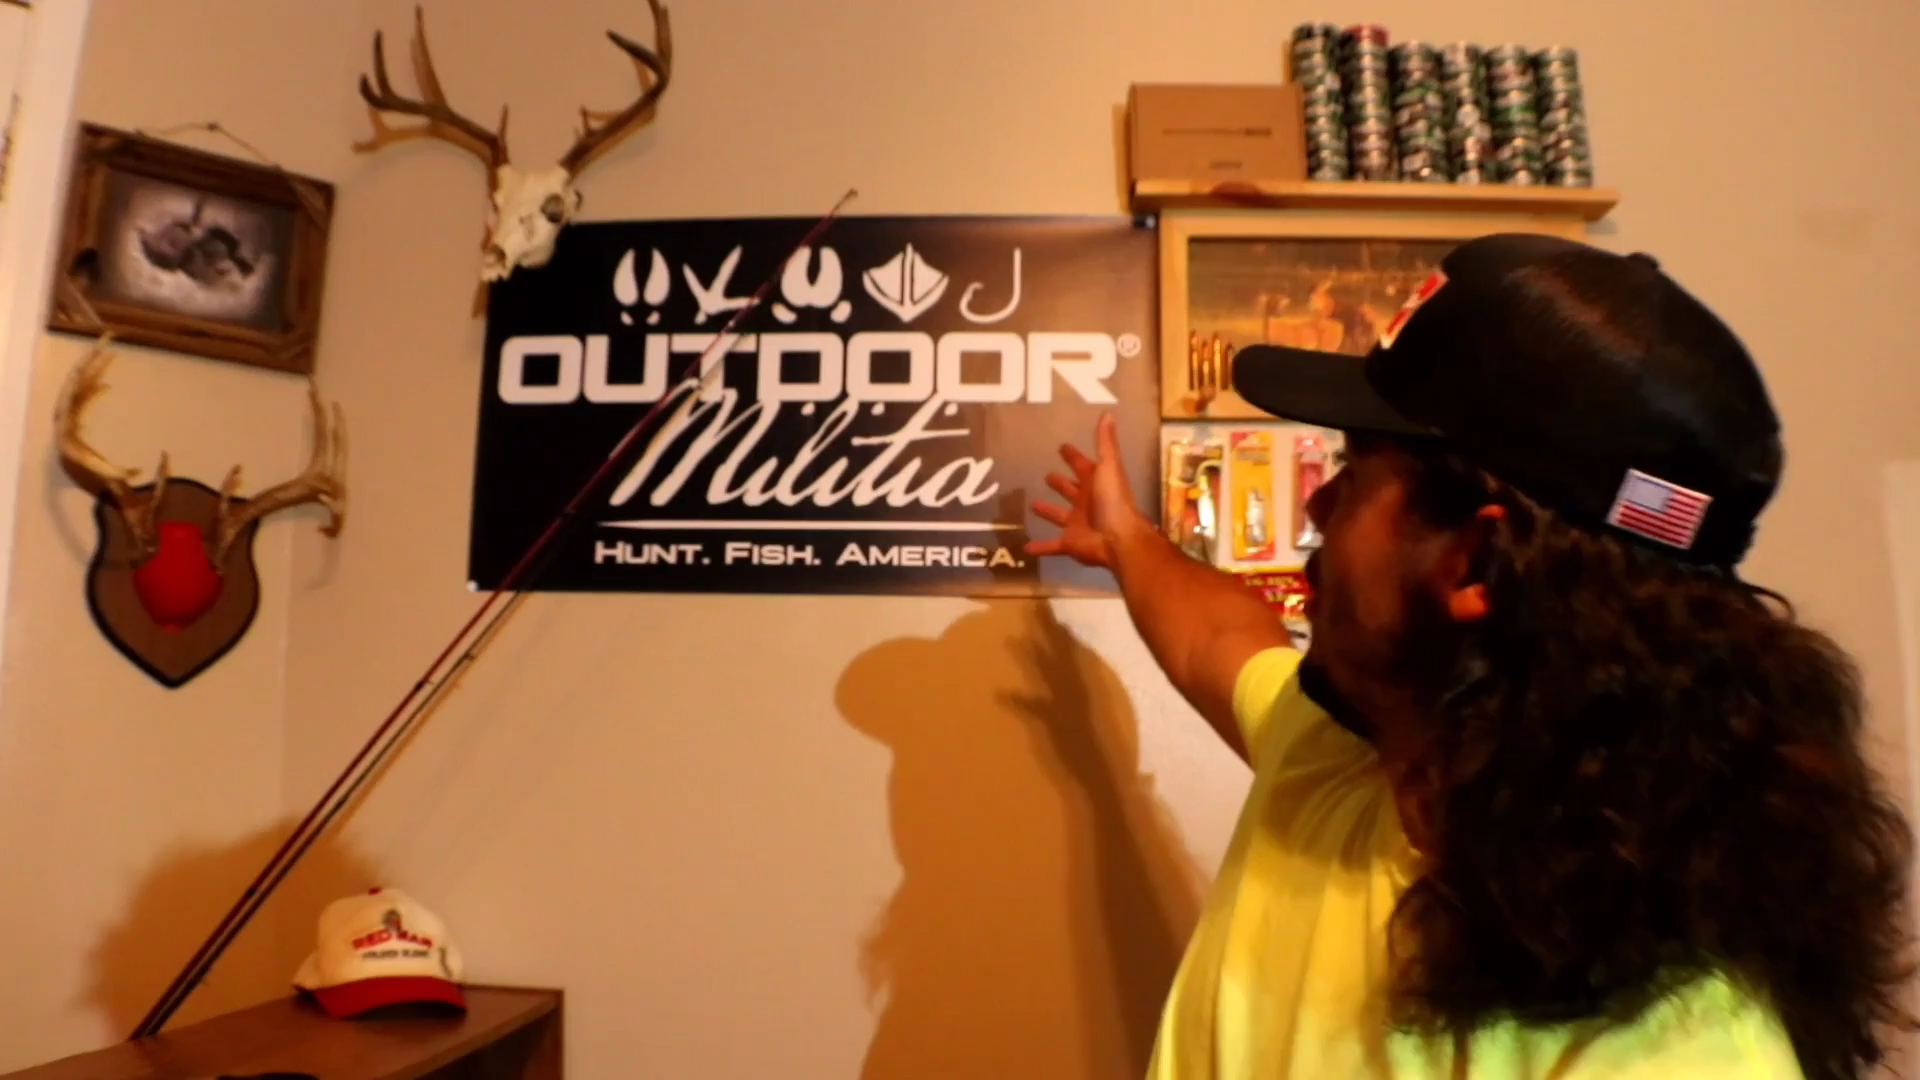 OUTDOOR®
Militia
HUNT. FISH. AMERICA.
RED MAN